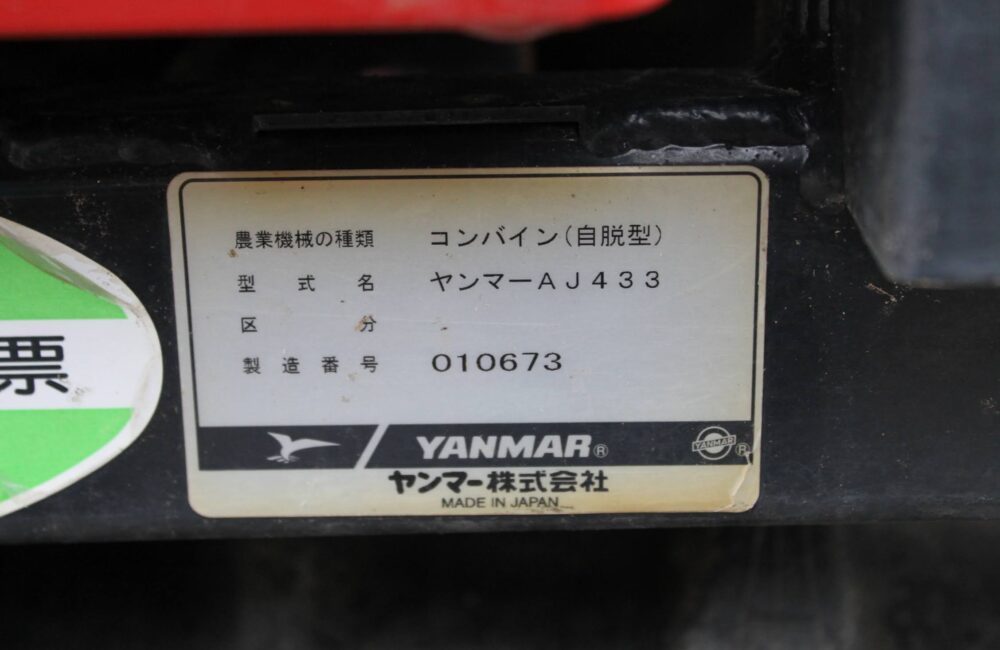 農業機械の種類 コンバイン(自脱型)
型式名 ヤンマーAJ433
区分
製造番号 010673
YANMAR®
YANMAR ®
ヤンマー株式会社
MADE IN JAPAN
票